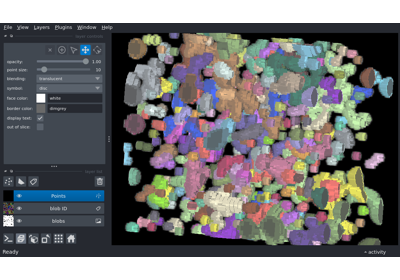 File View Layers Plugins Window Help
opacity: 1.00
point size: 10
blending: translucent
symbol: disc
face color: white
border color: dimgrey
display text:
out of slice:
Points
blob ID
blobs
Ready
activity